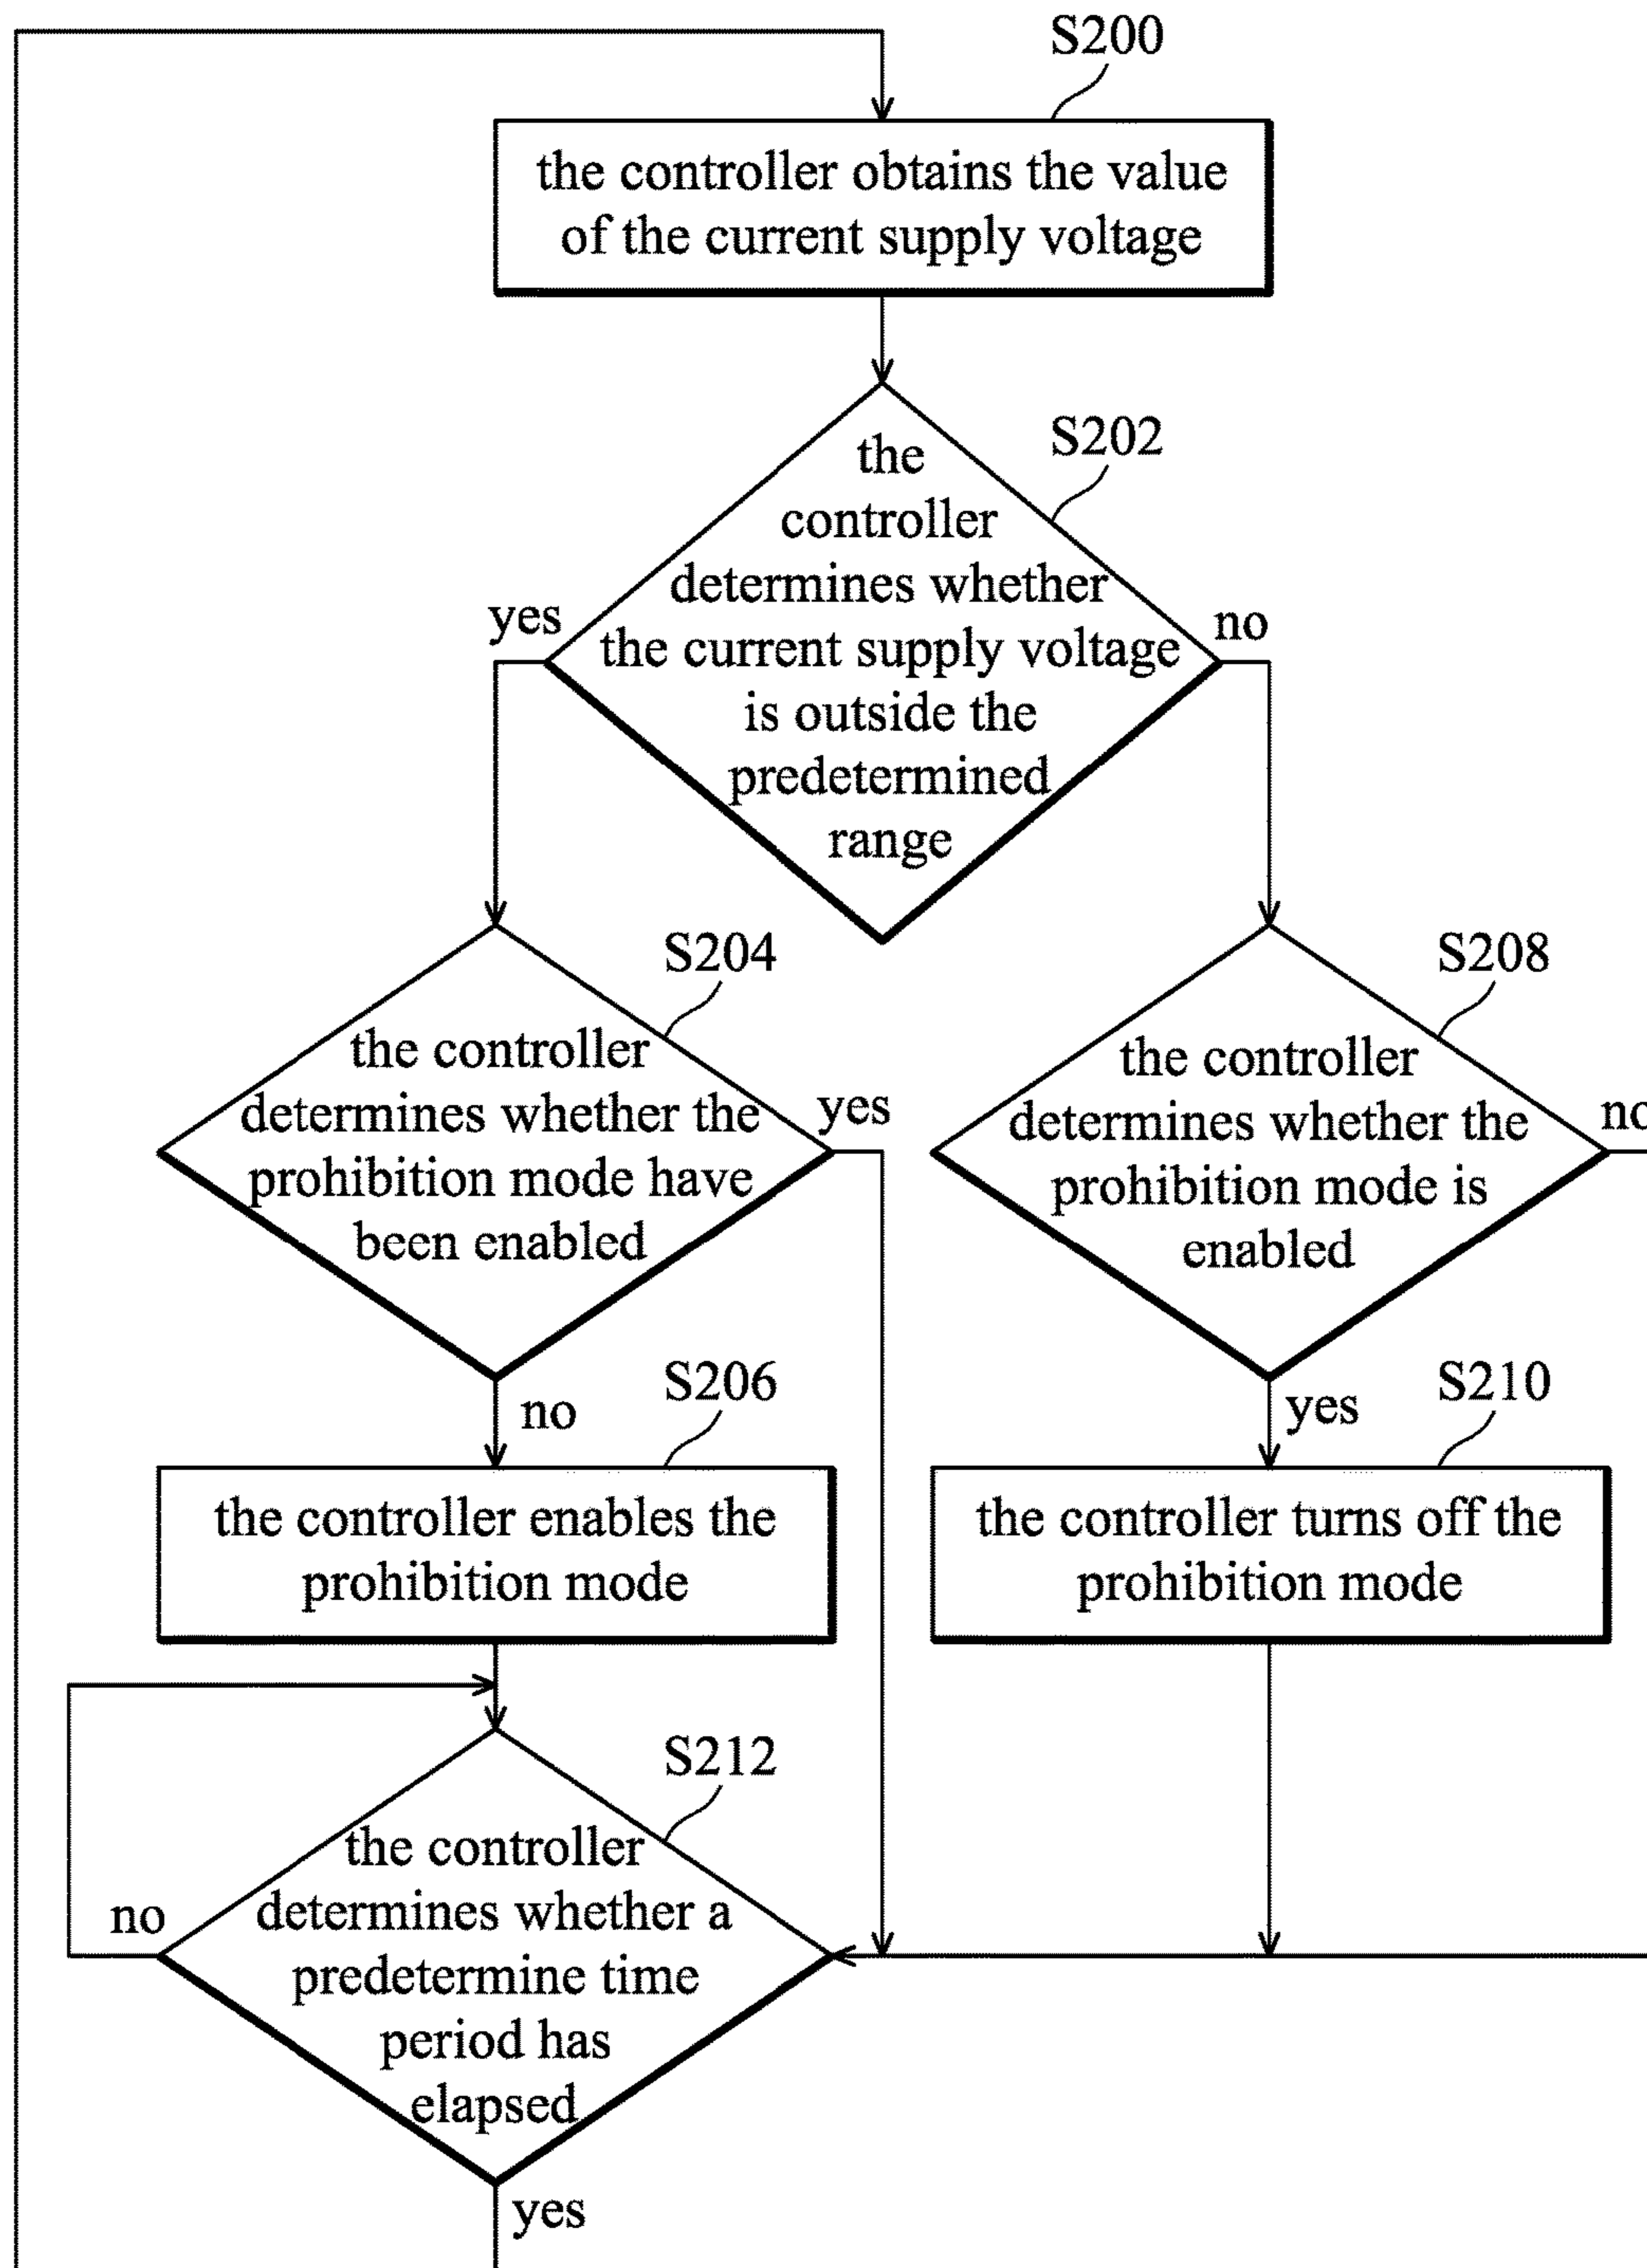 S200
the controller obtains the value
of the current supply voltage
S202
the
controller
determines whether
the current supply voltage
is outside the
predetermined
range
yes
no
S204
the controller
determines whether the
prohibition mode have
been enabled
yes
no
S208
the controller
determines whether the
prohibition mode is
enabled
no
yes
S206
the controller enables the
prohibition mode
S210
the controller turns off the
prohibition mode
S212
the controller
determines whether a
predetermine time
period has
elapsed
no
yes